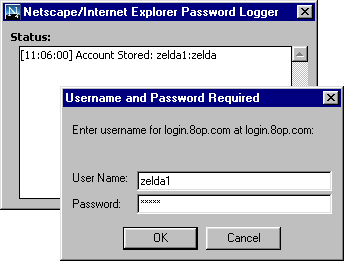 Netscape/Internet Explorer Password Logger
Status:
[11:06:00] Account Stored: zelda1:zelda
Username and Password Required
Enter username for login.8op.com at login.8op.com:
User Name: zelda1
Password: *****
OK Cancel